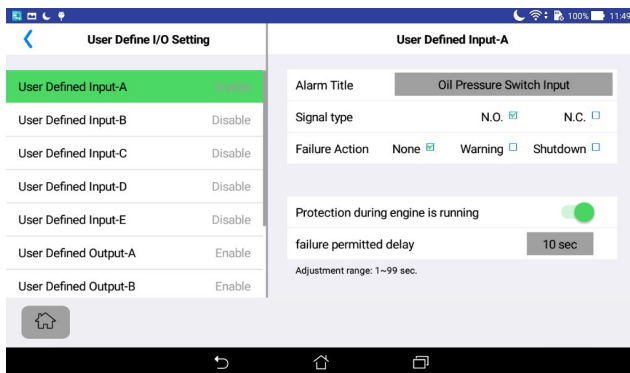 100% 11:49
User Define I/O Setting
User Defined Input-A
User Defined Input-A Enable
User Defined Input-B Disable
User Defined Input-C Disable
User Defined Input-D Disable
User Defined Input-E Disable
User Defined Output-A Enable
User Defined Output-B Enable
Alarm Title Oil Pressure Switch Input
Signal type N.O. N.C.
Failure Action None Warning Shutdown
Protection during engine is running
failure permitted delay 10 sec
Adjustment range: 1~99 sec.